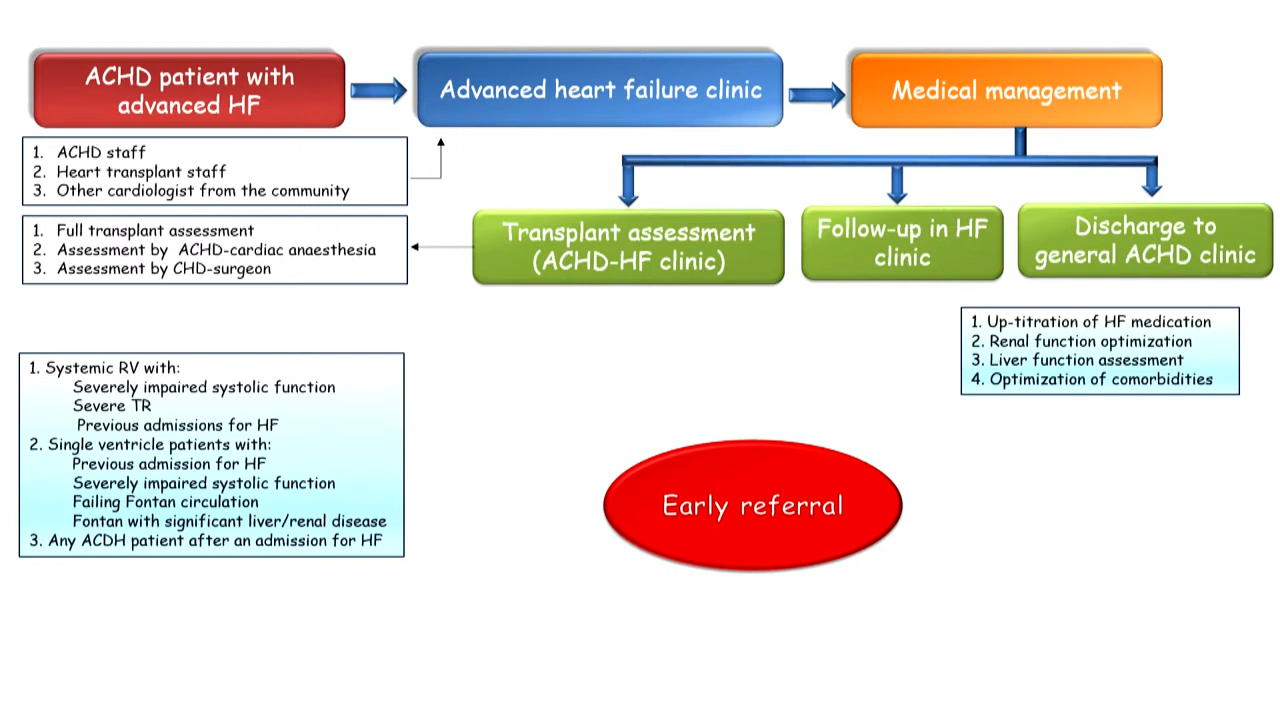 ACHD patient with
advanced HF
Advanced heart failure clinic
Medical management
1. ACHD staff
2. Heart transplant staff
3. Other cardiologist from the community
1. Full transplant assessment
2. Assessment by ACHD-cardiac anaesthesia
3. Assessment by CHD-surgeon
Transplant assessment
(ACHD-HF clinic)
Follow-up in HF
clinic
Discharge to
general ACHD clinic
1. Up-titration of HF medication
2. Renal function optimization
3. Liver function assessment
4. Optimization of comorbidities
1. Systemic RV with:
Severely impaired systolic function
Severe TR
Previous admissions for HF
2. Single ventricle patients with:
Previous admission for HF
Severely impaired systolic function
Failing Fontan circulation
Fontan with significant liver/renal disease
3. Any ACDH patient after an admission for HF
Early referral